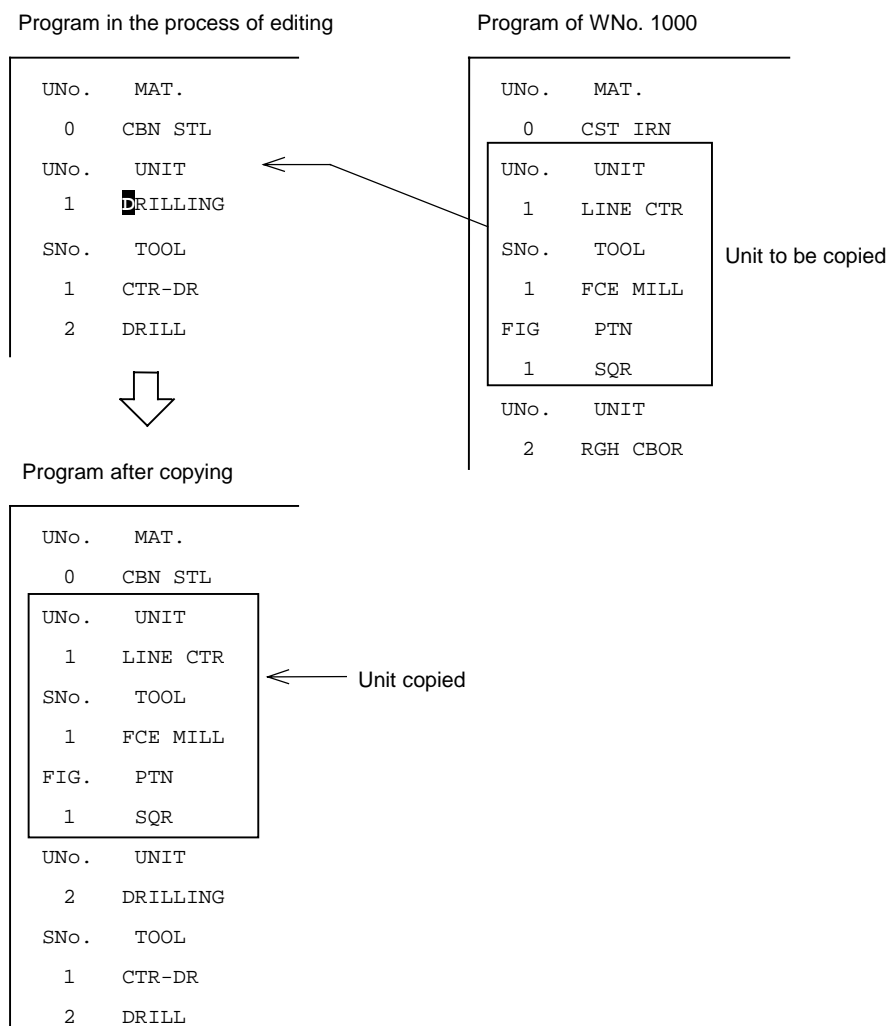 Program in the process of editing
UNo. MAT.
0 CBN STL
UNo. UNIT
1 DRILLING
SNo. TOOL
1 CTR-DR
2 DRILL
Program of WNo. 1000
UNo. MAT.
0 CST IRN
UNo. UNIT
1 LINE CTR
SNo. TOOL
1 FCE MILL
FIG PTN
1 SQR
UNo. UNIT
2 RGH CBOR
Unit to be copied
Program after copying
UNo. MAT.
0 CBN STL
UNo. UNIT
1 LINE CTR
SNo. TOOL
1 FCE MILL
FIG. PTN
1 SQR
UNo. UNIT
2 DRILLING
SNo. TOOL
1 CTR-DR
2 DRILL
Unit copied